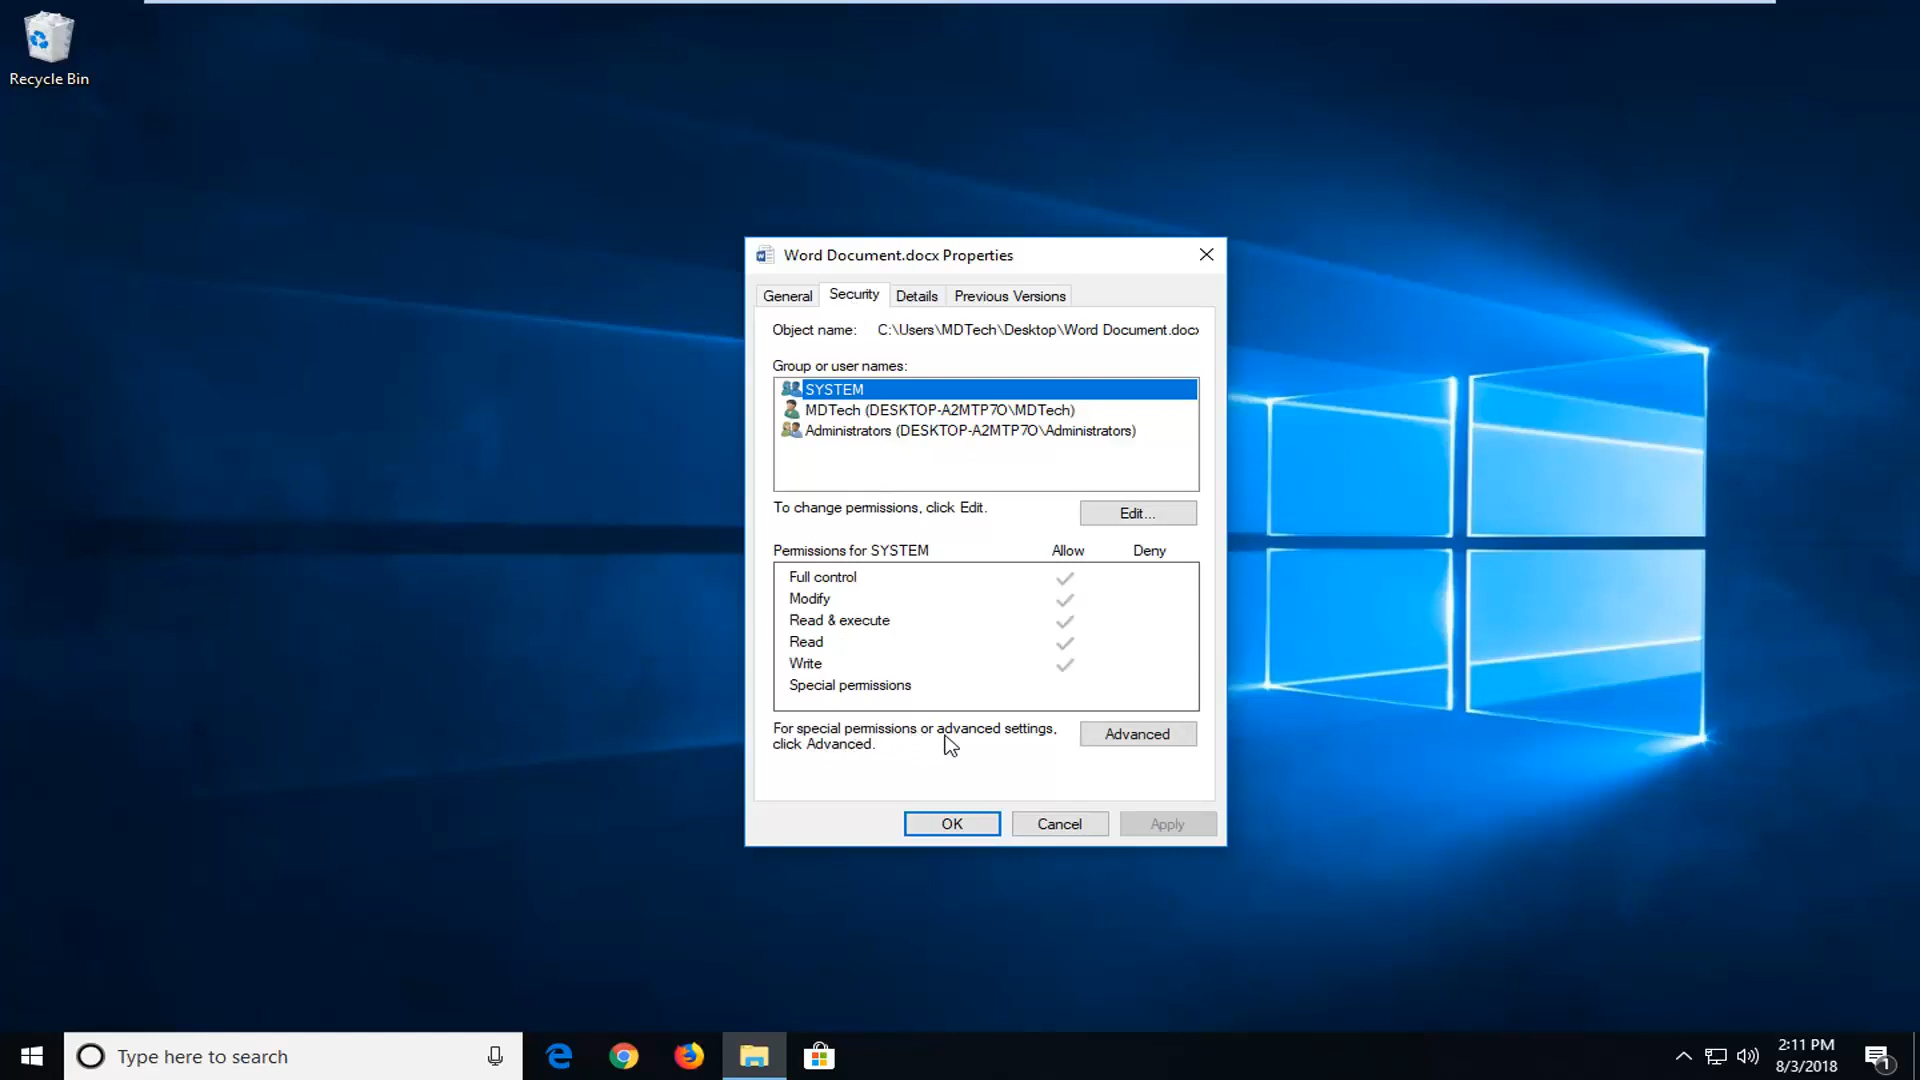 Recycle Bin
Word Document.docx Properties
General Security Details Previous Versions
Object name: C:\Users\MDTech\Desktop\Word Document.docx
Group or user names:
SYSTEM
MDTech (DESKTOP-A2MTP7O\MDTech)
Administrators (DESKTOP-A2MTP7O\Administrators)
To change permissions, click Edit.
Edit...
Permissions for SYSTEM Allow Deny
Full control
Modify
Read & execute
Read
Write
Special permissions
For special permissions or advanced settings,
click Advanced.
Advanced
OK Cancel Apply
Type here to search
2:11 PM
8/3/2018
1